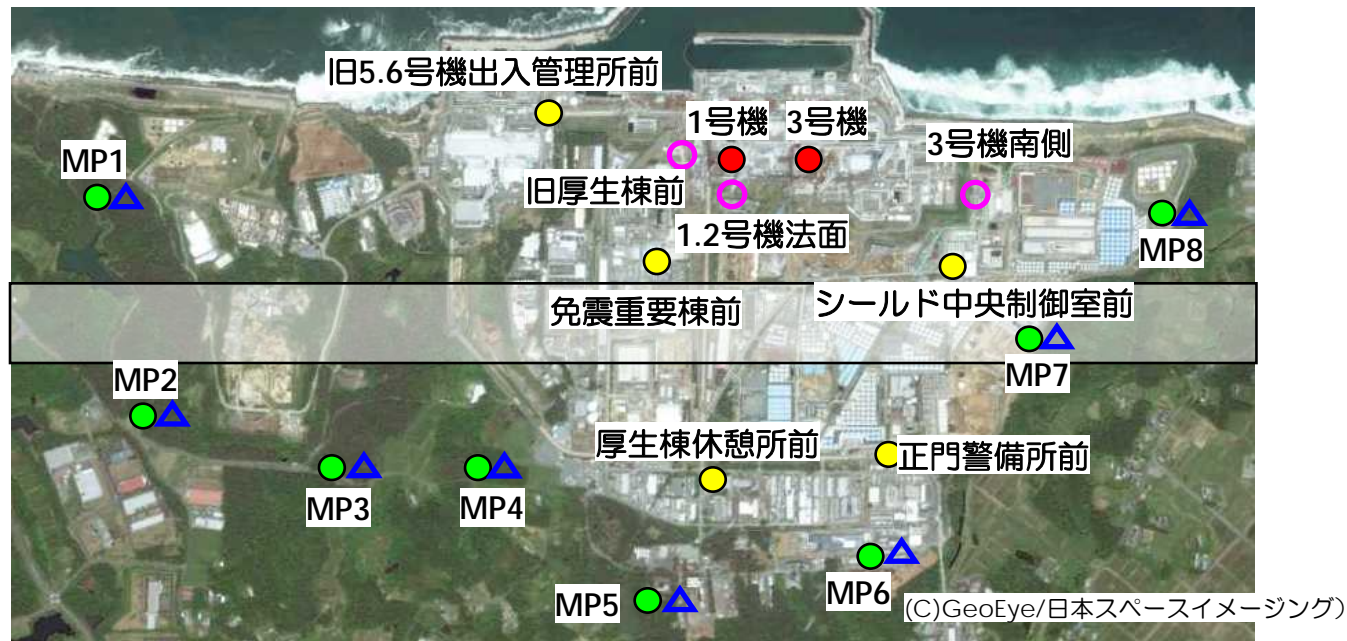 旧5.6号機出入管理所前
1号機
3号機
3号機南側
MP1
旧厚生棟前
1.2号機法面
MP8
免震重要棟前
シールド中央制御室前
MP7
MP2
厚生棟休憩所前
正門警備所前
MP3
MP4
MP5
MP6
(C)GeoEye/日本スペースイメージング）